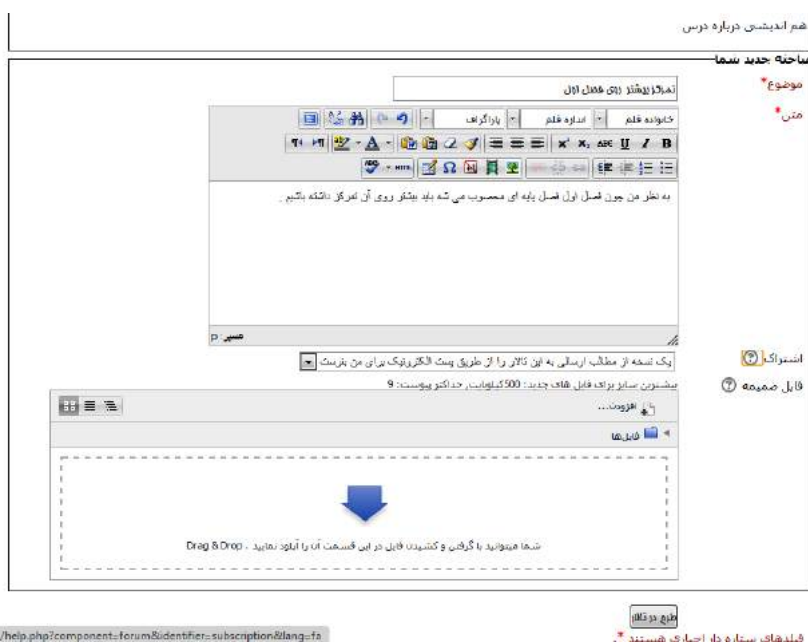 هم اندیشی درباره درس
مباحثه جدید شما
موضوع*
تمرکز بیشتر روی فصل اول
متن*
خانواده قلم
اندازه قلم
پاراگراف
B I U ABC x₂ x²
HTML
به نظر من چون فصل اول فصل پایه ای محسوب می شه باید بیشتر روی آن تمرکز داشته باشیم .
مسیر: p
اشتراک
یک نسخه از مطالب ارسالی به این تالار را از طریق پست الکترونیک برای من بفرست
فایل ضمیمه
بیشترین سایز برای فایل های جدید: 500کیلوبایت, حداکثر پیوست: 9
افزودن...
فایل‌ها
شما میتوانید با گرفتن و کشیدن فایل در این قسمت آن را آپلود نمایید . Drag & Drop
طرح در تالار
فیلدهای ستاره دار اجباری هستند *.
/help.php?component=forum&identifier=subscription&lang=fa